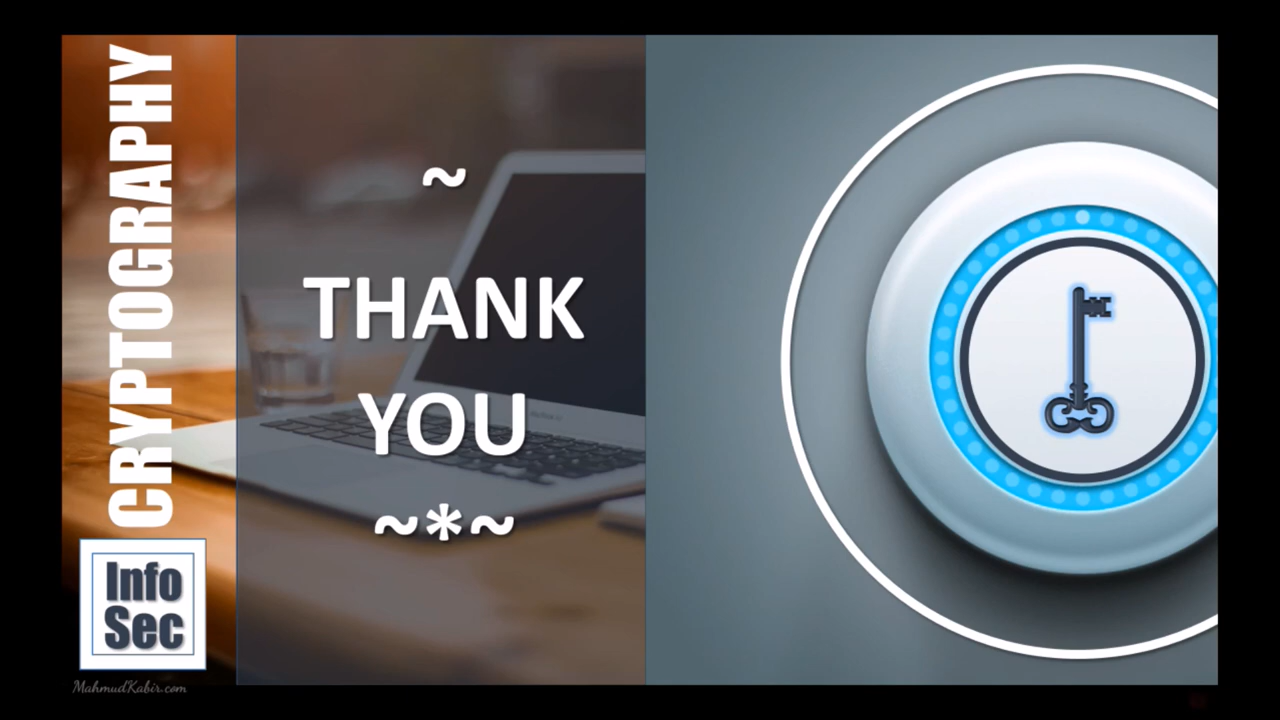 CRYPTOGRAPHY
~
THANK
YOU
~*~
Info
Sec
MahmudKabir.com